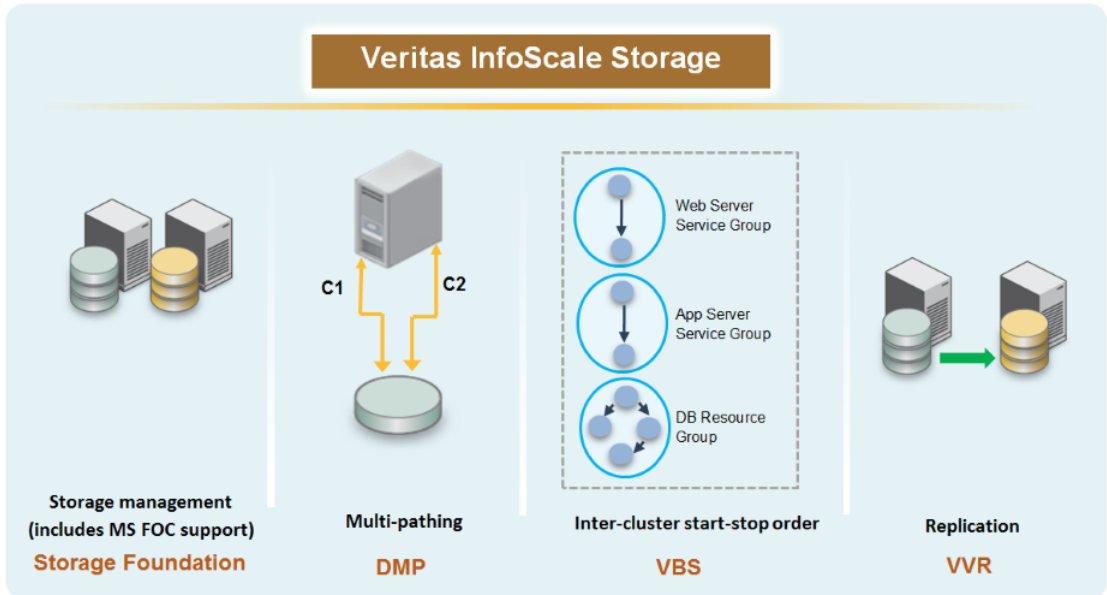 Veritas InfoScale Storage
C1
C2
Web Server
Service Group
App Server
Service Group
DB Resource
Group
Storage management
(includes MS FOC support)
Storage Foundation
Multi-pathing
DMP
Inter-cluster start-stop order
VBS
Replication
VVR